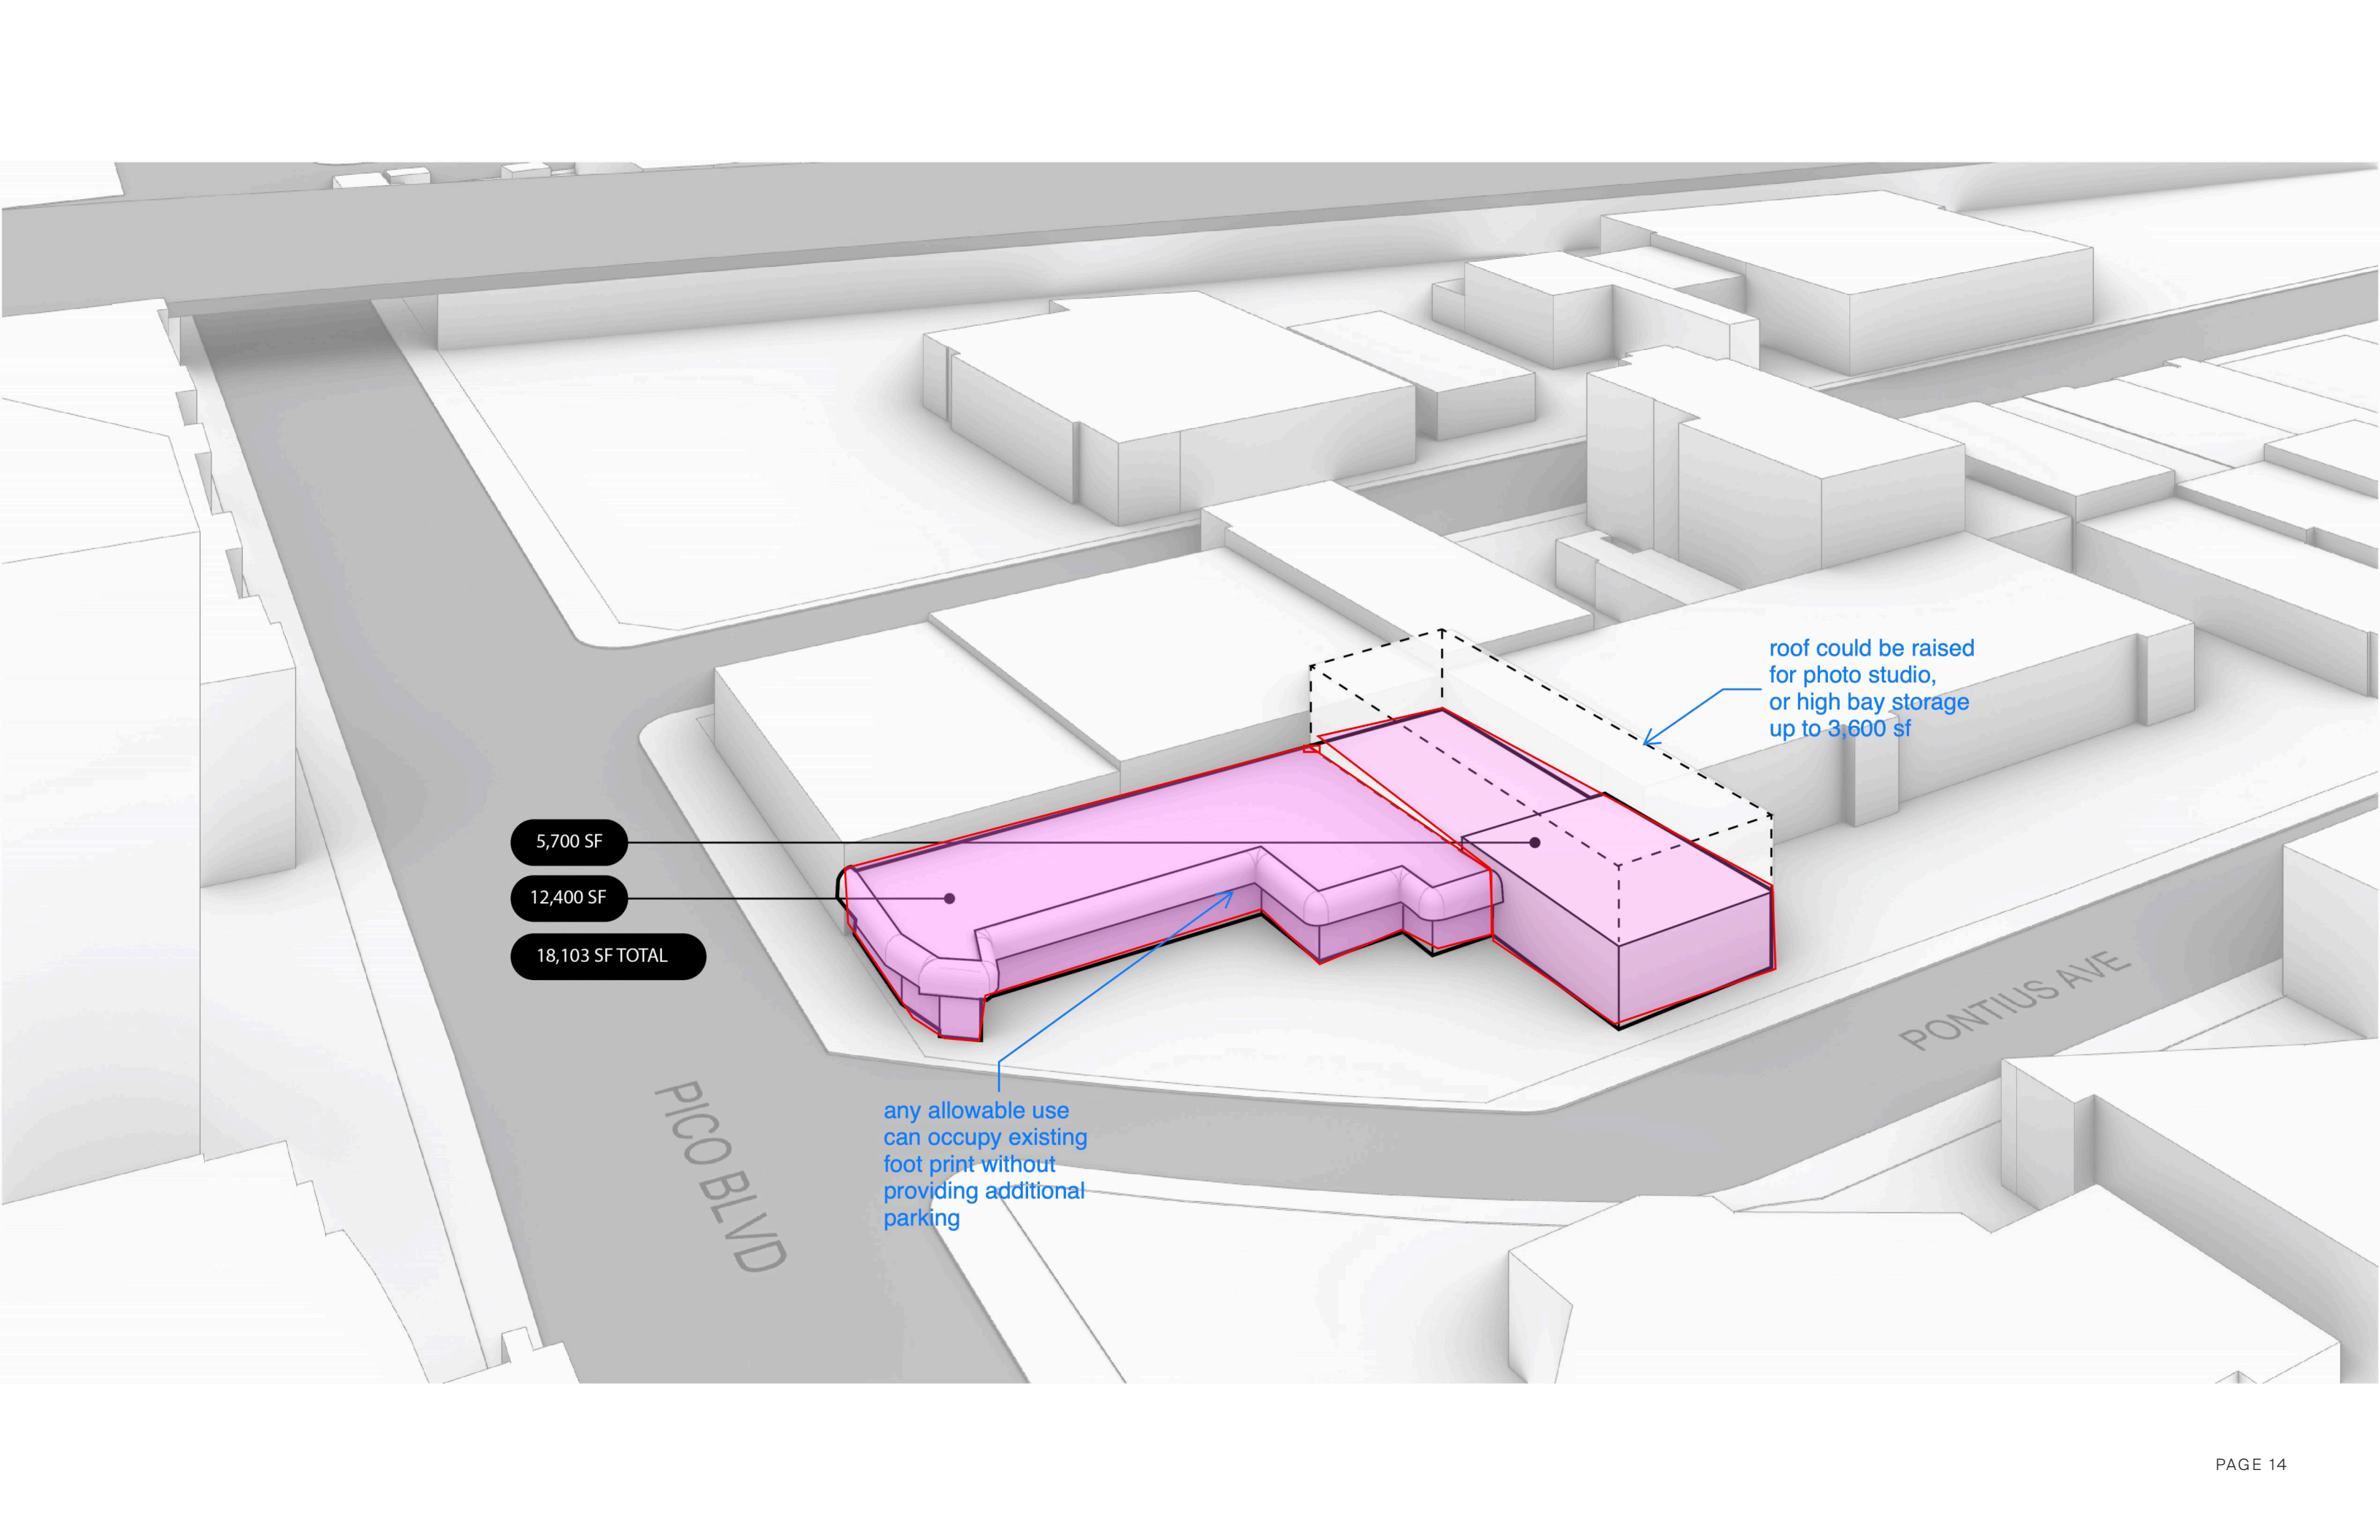 roof could be raised
for photo studio,
or high bay storage
up to 3,600 sf
5,700 SF
12,400 SF
18,103 SF TOTAL
PONTIUS AVE
PICO BLVD
any allowable use
can occupy existing
foot print without
providing additional
parking
PAGE 14